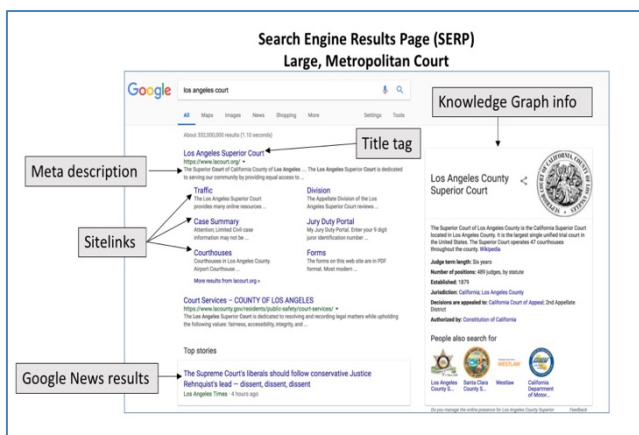 Search Engine Results Page (SERP)
Large, Metropolitan Court
Google
los angeles court
All Maps Images News Shopping More Settings Tools
About 332,000,000 results (1.10 seconds)
Title tag
Los Angeles Superior Court
https://www.lacourt.org/
Meta description
The Superior Court of California County of Los Angeles ... The Los Angeles Superior Court is dedicated
to serving our community by providing equal access to ...
Sitelinks
Traffic
The Los Angeles Superior Court
provides many online resources ...
Division
The Appellate Division of the Los
Angeles Superior Court reviews ...
Case Summary
Attention; Limited Civil case
information may not be ...
Jury Duty Portal
My Jury Duty Portal. Enter your 9 digit
juror identification number ...
Courthouses
Courthouses in Los Angeles County.
Airport Courthouse ...
Forms
The forms on this web site are in PDF
format. Most modern ...
More results from lacourt.org »
Court Services – COUNTY OF LOS ANGELES
https://www.lacounty.gov/residents/public-safety/court-services/
The Los Angeles Superior Court is dedicated to resolving and recording legal matters while upholding
the following values: fairness, accessibility, integrity, and ...
Top stories
Google News results
The Supreme Court's liberals should follow conservative Justice
Rehnquist's lead — dissent, dissent, dissent
Los Angeles Times · 4 hours ago
Knowledge Graph info
Los Angeles County
Superior Court
The Superior Court of Los Angeles County is the California Superior Court
located in Los Angeles County. It is the largest single unified trial court in
the United States. The Superior Court operates 47 courthouses
throughout the county. Wikipedia
Judge term length: Six years
Number of positions: 489 judges, by statute
Established: 1879
Jurisdiction: California; Los Angeles County
Decisions are appealed to: California Court of Appeal; 2nd Appellate
District
Authorized by: Constitution of California
People also search for
WESTLAW
Los Angeles
County S...
Santa Clara
County S...
Westlaw
California
Department
of Motor...
Do you manage the online presence for Los Angeles County Superior
Feedback